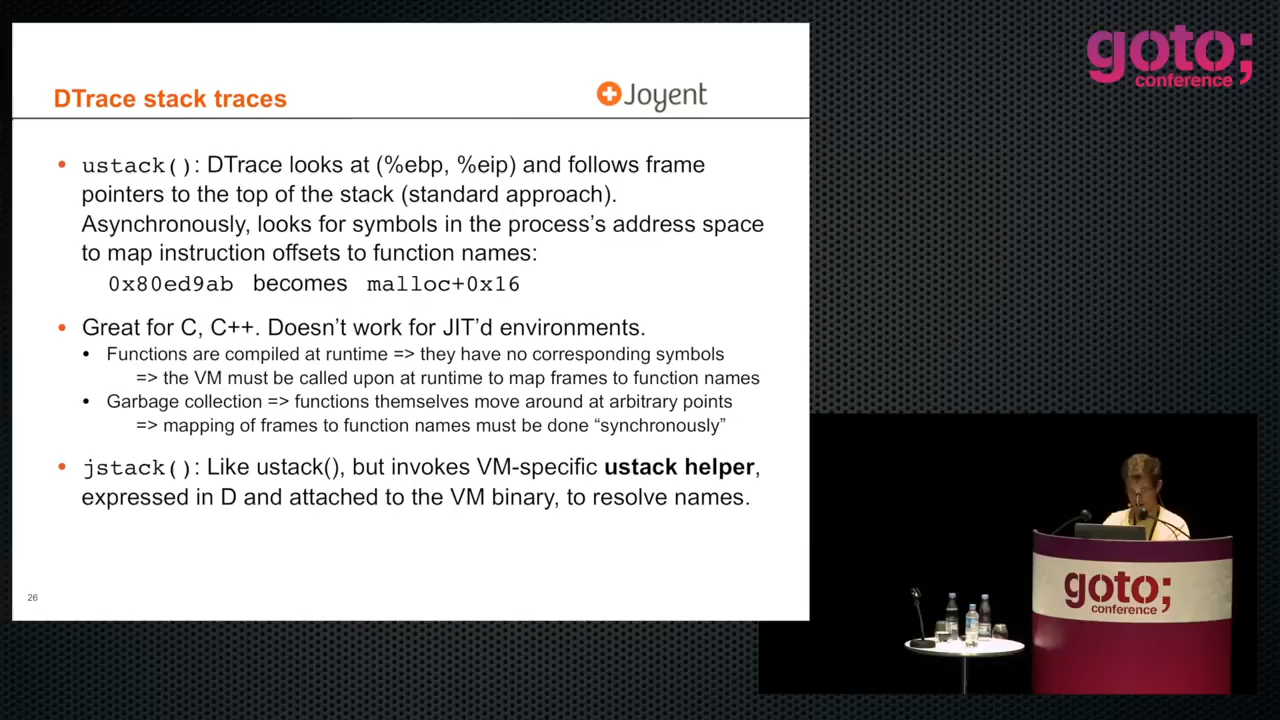 goto;
conference
DTrace stack traces
Joyent
• ustack(): DTrace looks at (%ebp, %eip) and follows frame
pointers to the top of the stack (standard approach).
Asynchronously, looks for symbols in the process’s address space
to map instruction offsets to function names:
0x80ed9ab becomes malloc+0x16
• Great for C, C++. Doesn’t work for JIT’d environments.
• Functions are compiled at runtime => they have no corresponding symbols
=> the VM must be called upon at runtime to map frames to function names
• Garbage collection => functions themselves move around at arbitrary points
=> mapping of frames to function names must be done “synchronously”
• jstack(): Like ustack(), but invokes VM-specific ustack helper,
expressed in D and attached to the VM binary, to resolve names.
26
goto;
conference